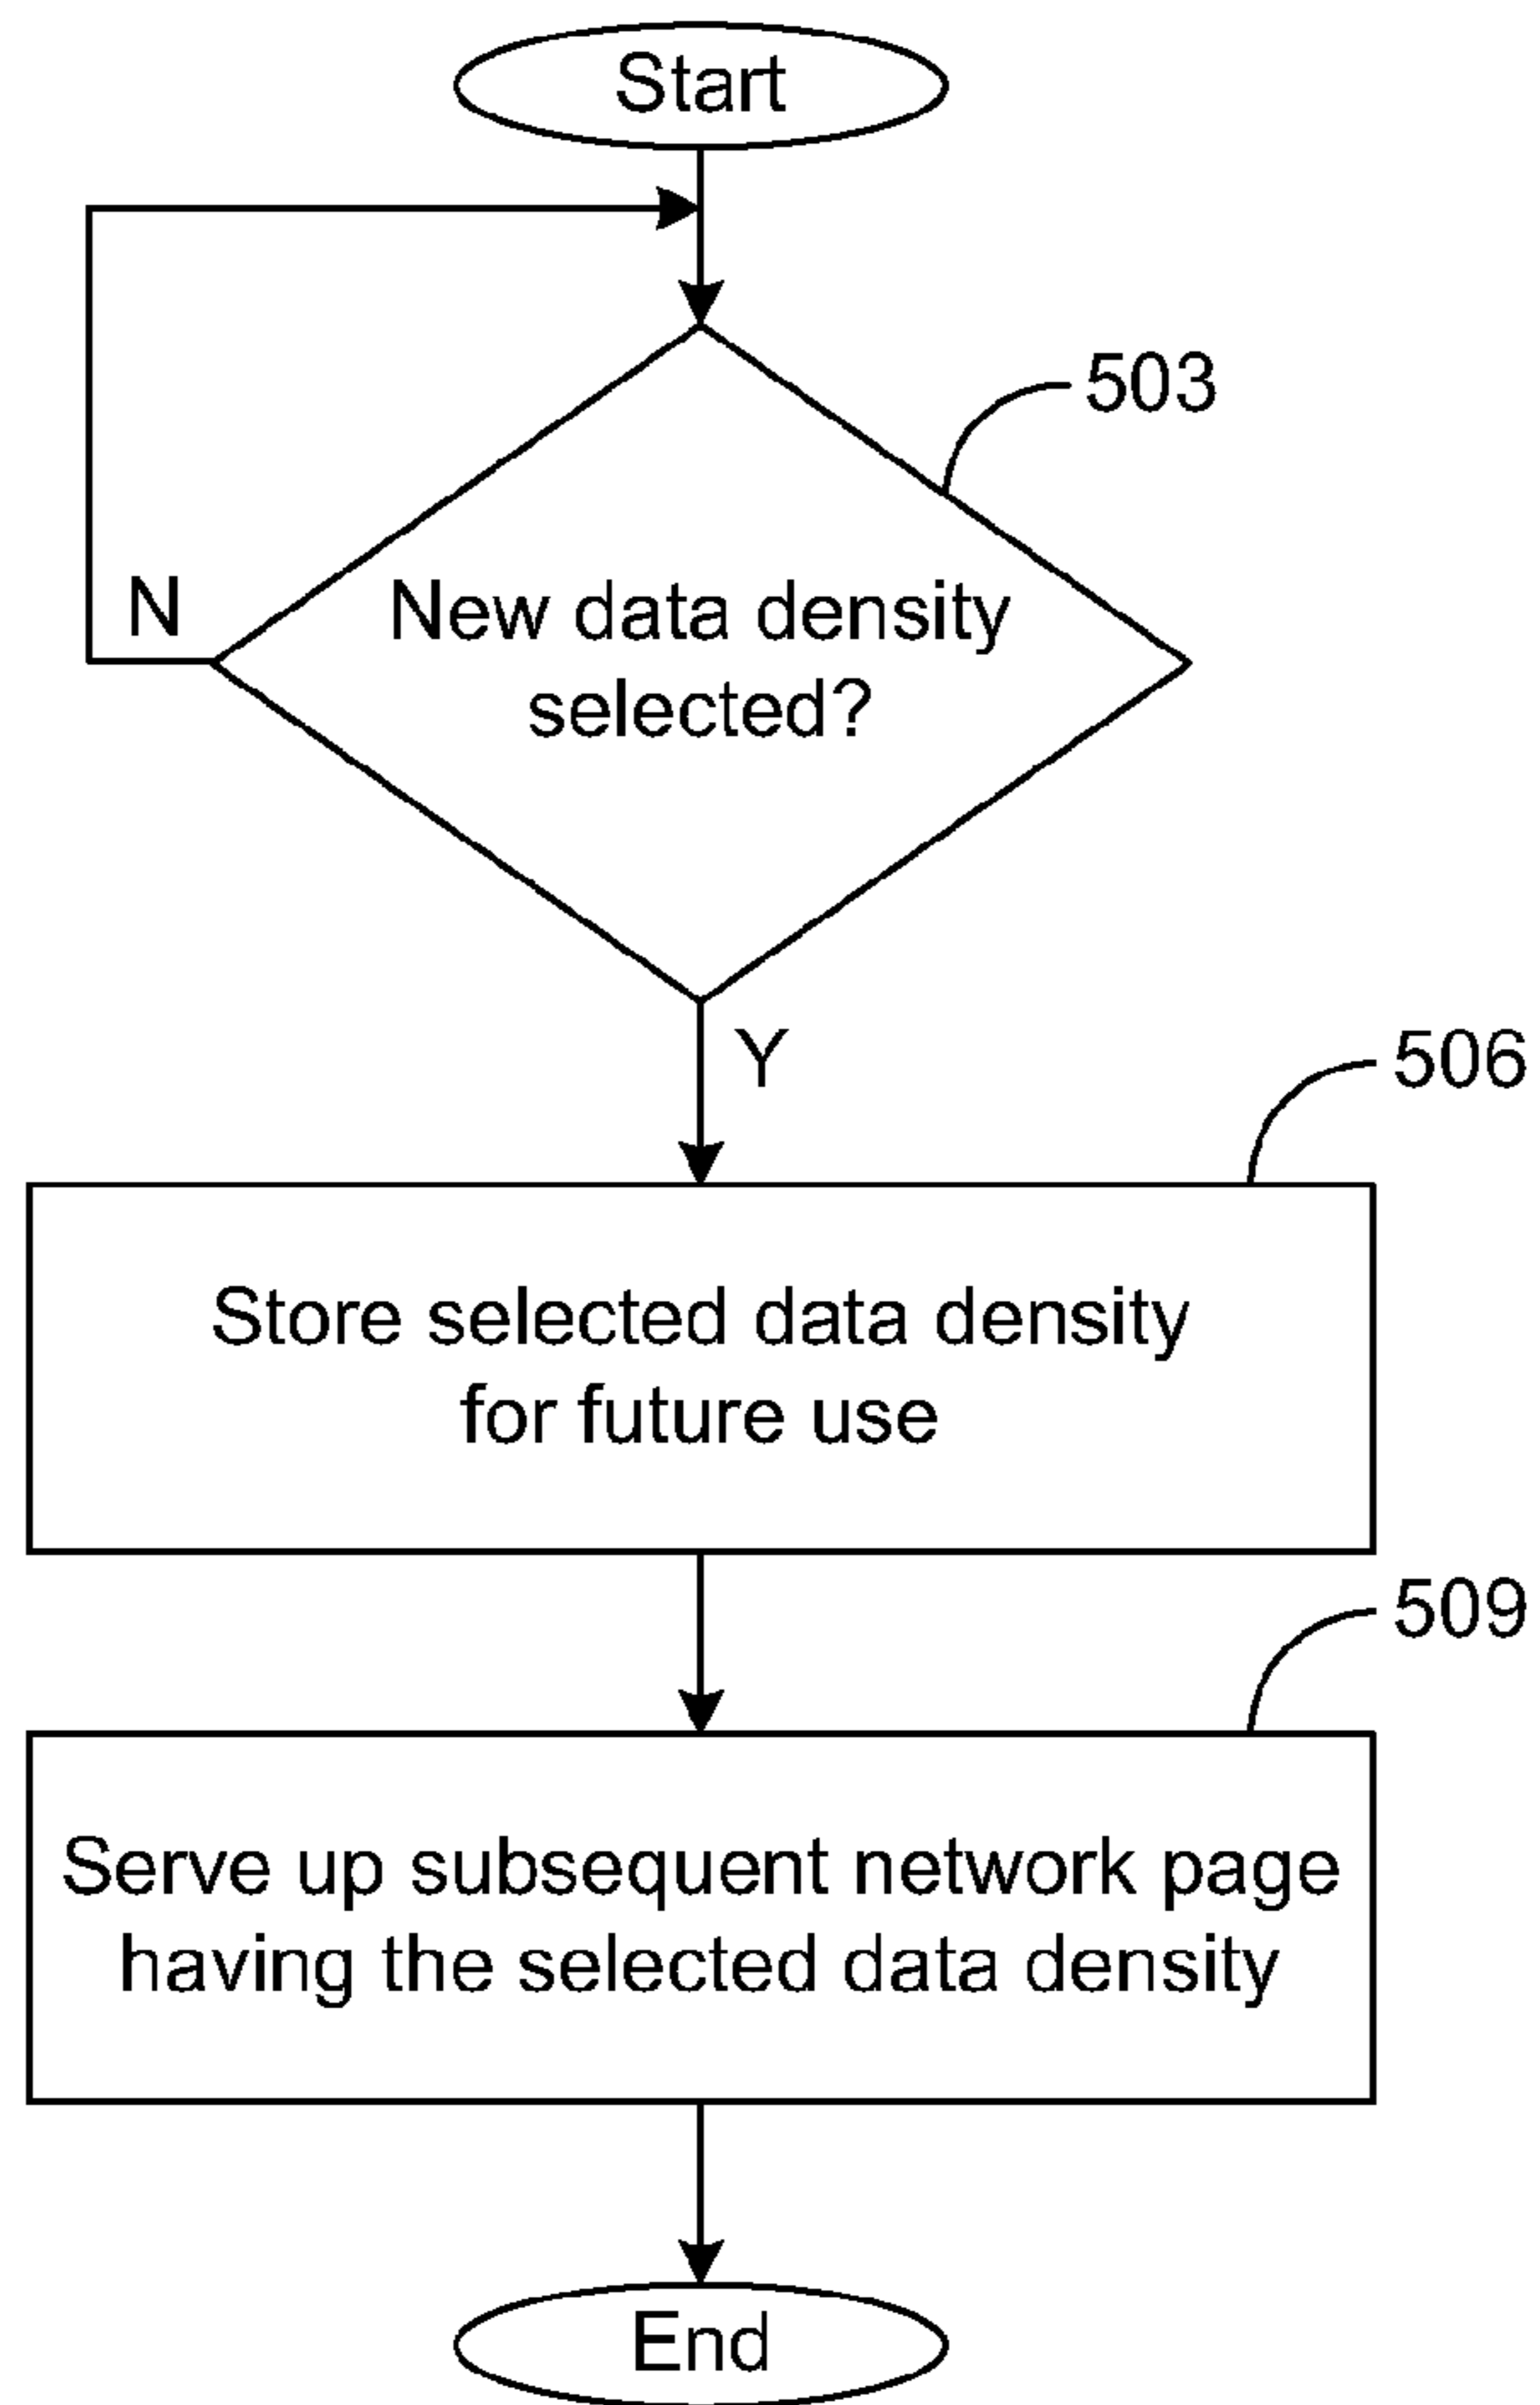 Start
503
New data density
selected?
N
Y
506
Store selected data density
for future use
509
Serve up subsequent network page
having the selected data density
End